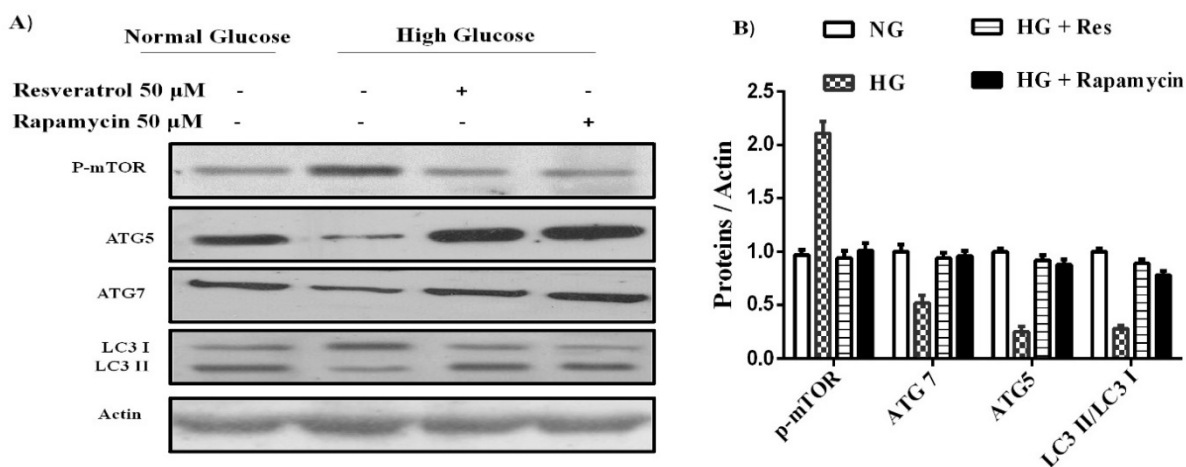 A)
Normal Glucose High Glucose
Resveratrol 50 µM - - + -
Rapamycin 50 µM - - - +
P-mTOR
ATG5
ATG7
LC3 I
LC3 II
Actin
B)
NG HG + Res
HG HG + Rapamycin
Proteins / Actin
2.5
2.0
1.5
1.0
0.5
0.0
p-mTOR ATG 7 ATG5 LC3 II/LC3 I